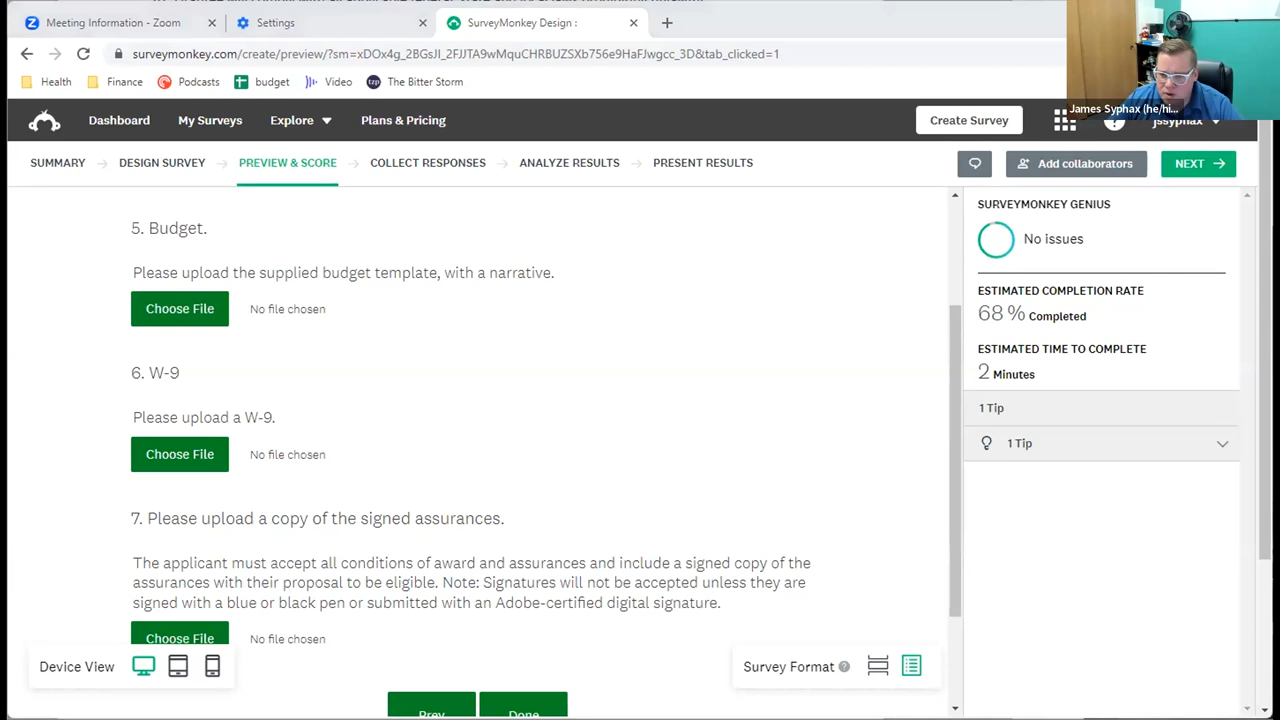 Meeting Information - Zoom
Settings
SurveyMonkey Design :
surveymonkey.com/create/preview/?sm=xDOx4g_2BGsJI_2FJJTA9wMquCHRBUZSXb756e9HaFJwgcc_3D&tab_clicked=1
Health
Finance
Podcasts
budget
Video
The Bitter Storm
James Syphax (he/hi...
Dashboard
My Surveys
Explore
Plans & Pricing
Create Survey
jssyphax
SUMMARY
DESIGN SURVEY
PREVIEW & SCORE
COLLECT RESPONSES
ANALYZE RESULTS
PRESENT RESULTS
Add collaborators
NEXT
5. Budget.
Please upload the supplied budget template, with a narrative.
Choose File
No file chosen
6. W-9
Please upload a W-9.
Choose File
No file chosen
7. Please upload a copy of the signed assurances.
The applicant must accept all conditions of award and assurances and include a signed copy of the
assurances with their proposal to be eligible. Note: Signatures will not be accepted unless they are
signed with a blue or black pen or submitted with an Adobe-certified digital signature.
Choose File
No file chosen
Device View
Survey Format
Prev
Done
SURVEYMONKEY GENIUS
No issues
ESTIMATED COMPLETION RATE
68 % Completed
ESTIMATED TIME TO COMPLETE
2 Minutes
1 Tip
1 Tip